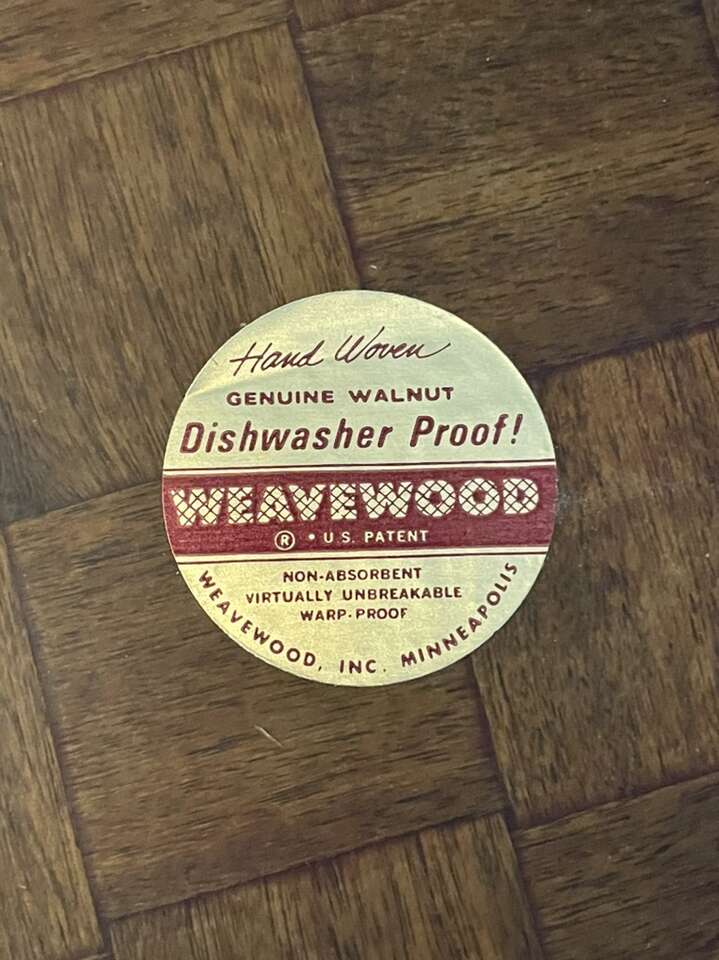 Hand Woven
GENUINE WALNUT
Dishwasher Proof!
WEAVEWOOD
® • U.S. PATENT
NON-ABSORBENT
VIRTUALLY UNBREAKABLE
WARP-PROOF
WEAVEWOOD, INC. MINNEAPOLIS